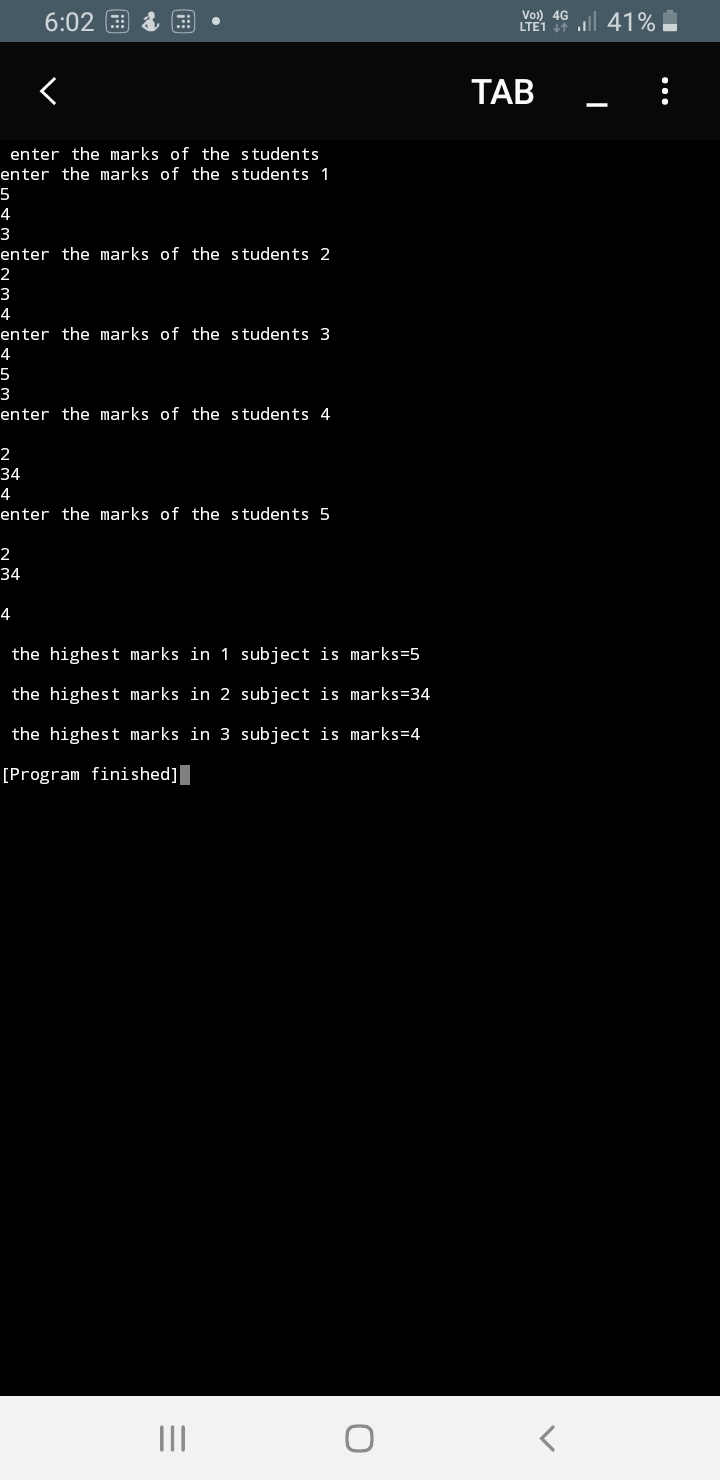 6:02 Vo) LTE1 4G 41%
TAB _
enter the marks of the students
enter the marks of the students 1
5
4
3
enter the marks of the students 2
2
3
4
enter the marks of the students 3
4
5
3
enter the marks of the students 4
2
34
4
enter the marks of the students 5
2
34
4
the highest marks in 1 subject is marks=5
the highest marks in 2 subject is marks=34
the highest marks in 3 subject is marks=4
[Program finished]